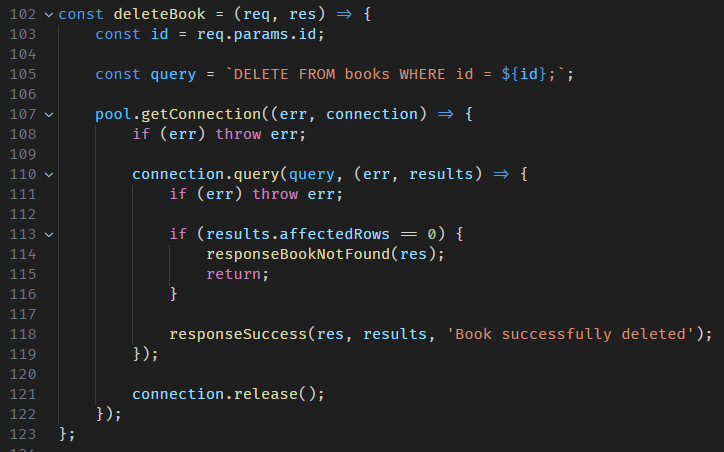 102 const deleteBook = (req, res) => {
103     const id = req.params.id;
104
105     const query = `DELETE FROM books WHERE id = ${id};`;
106
107     pool.getConnection((err, connection) => {
108         if (err) throw err;
109
110         connection.query(query, (err, results) => {
111             if (err) throw err;
112
113             if (results.affectedRows == 0) {
114                 responseBookNotFound(res);
115                 return;
116             }
117
118             responseSuccess(res, results, 'Book successfully deleted');
119         });
120
121         connection.release();
122     });
123 };